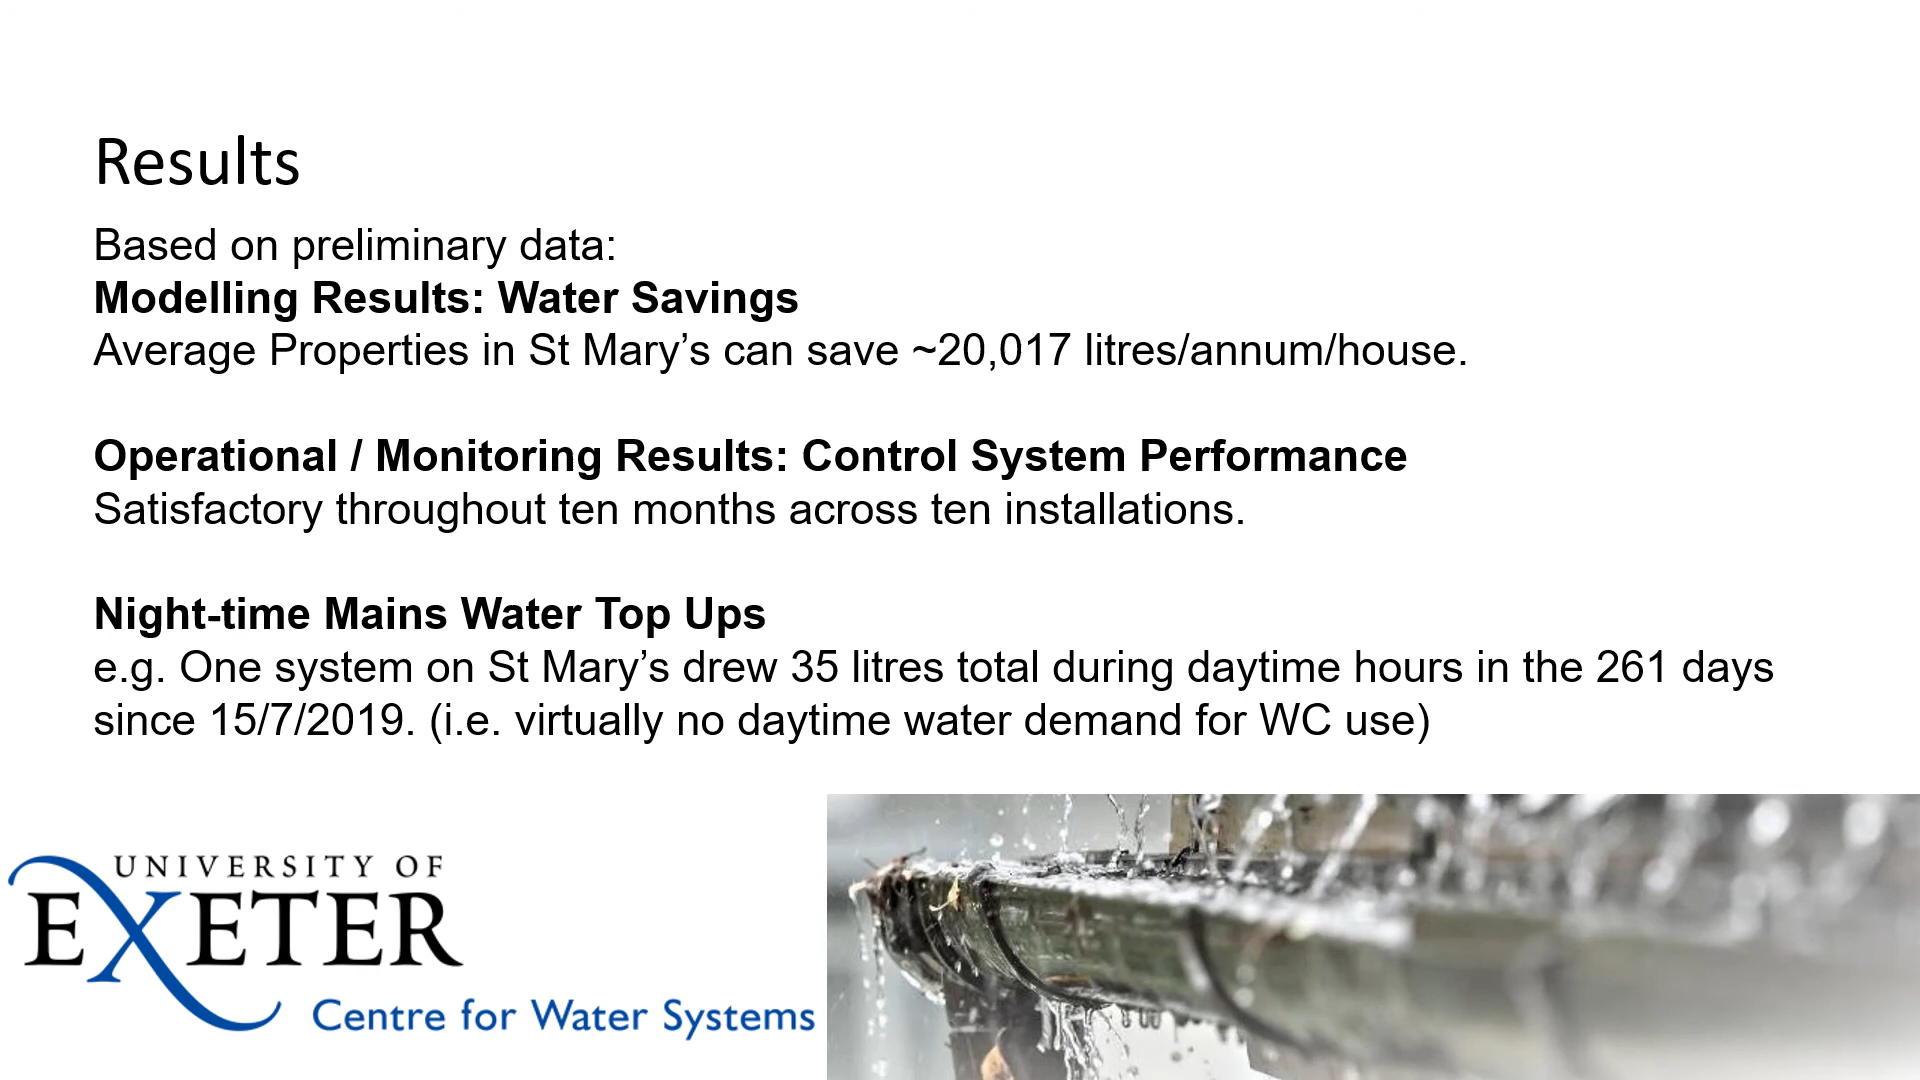 Results
Based on preliminary data:
Modelling Results: Water Savings
Average Properties in St Mary’s can save ~20,017 litres/annum/house.
Operational / Monitoring Results: Control System Performance
Satisfactory throughout ten months across ten installations.
Night-time Mains Water Top Ups
e.g. One system on St Mary’s drew 35 litres total during daytime hours in the 261 days
since 15/7/2019. (i.e. virtually no daytime water demand for WC use)
UNIVERSITY OF
EXETER
Centre for Water Systems